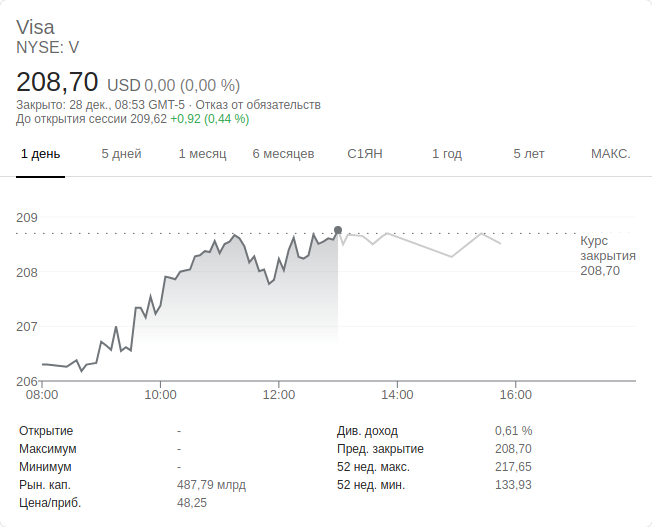 Visa
NYSE: V
208,70 USD 0,00 (0,00 %)
Закрыто: 28 дек., 08:53 GMT-5 · Отказ от обязательств
До открытия сессии 209,62 +0,92 (0,44 %)
1 день 5 дней 1 месяц 6 месяцев С1ЯН 1 год 5 лет МАКС.
209
Курс
закрытия
208,70
208
207
206
08:00 10:00 12:00 14:00 16:00
Открытие - Див. доход 0,61 %
Максимум - Пред. закрытие 208,70
Минимум - 52 нед. макс. 217,65
Рын. кап. 487,79 млрд 52 нед. мин. 133,93
Цена/приб. 48,25